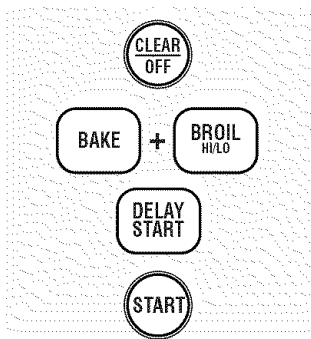 CLEAR
OFF
BAKE + BROIL
HI/LO
DELAY
START
START